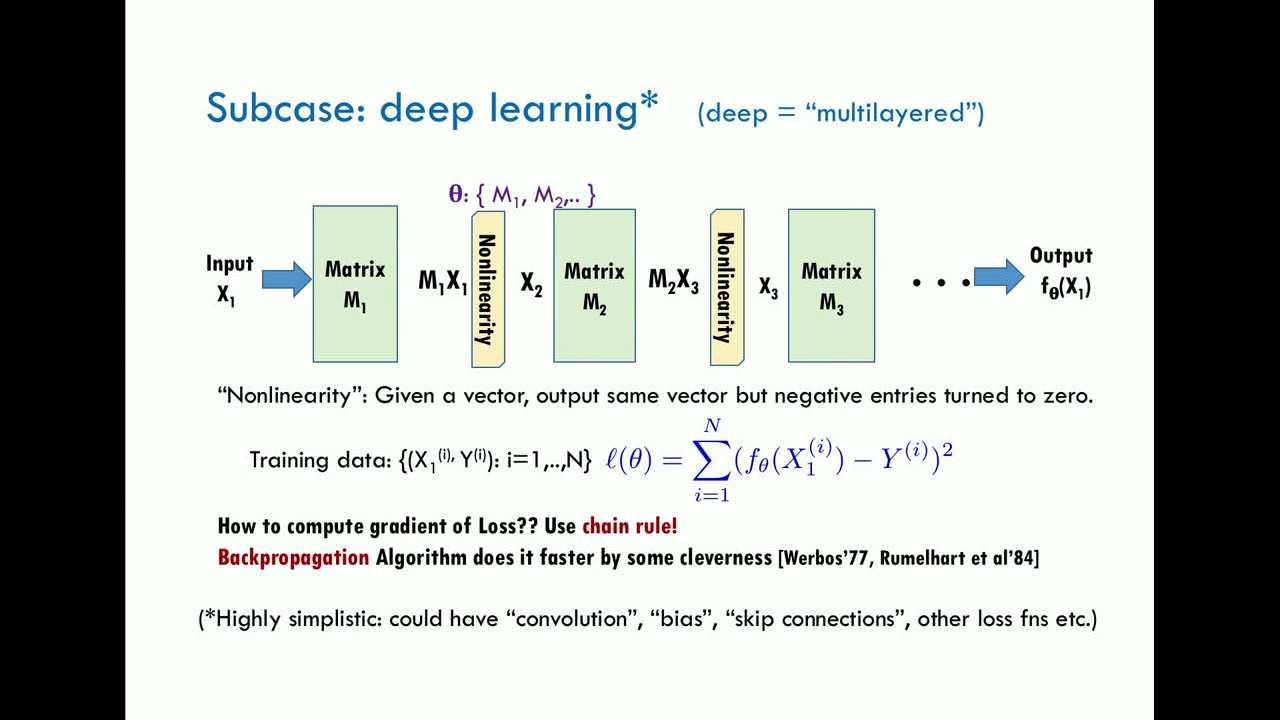 Subcase: deep learning* (deep = “multilayered”)
θ: { M₁, M₂,.. }
Input X₁
Matrix M₁
M₁X₁
Nonlinearity
X₂
Matrix M₂
M₂X₃
Nonlinearity
X₃
Matrix M₃
• • •
Output f_θ(X₁)
“Nonlinearity”: Given a vector, output same vector but negative entries turned to zero.
Training data: {(X₁⁽ⁱ⁾, Y⁽ⁱ⁾): i=1,..,N} ℓ(θ) = ∑_{i=1}^{N} (f_θ(X₁⁽ⁱ⁾) − Y⁽ⁱ⁾)²
How to compute gradient of Loss?? Use chain rule!
Backpropagation Algorithm does it faster by some cleverness [Werbos’77, Rumelhart et al’84]
(*Highly simplistic: could have “convolution”, “bias”, “skip connections”, other loss fns etc.)